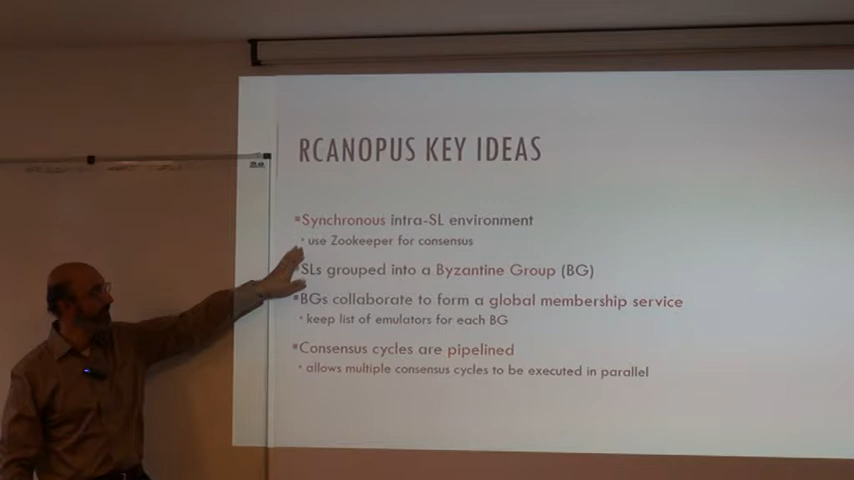 RCANOPUS KEY IDEAS
▪Synchronous intra-SL environment
• use Zookeeper for consensus
▪SLs grouped into a Byzantine Group (BG)
▪BGs collaborate to form a global membership service
• keep list of emulators for each BG
▪Consensus cycles are pipelined
• allows multiple consensus cycles to be executed in parallel